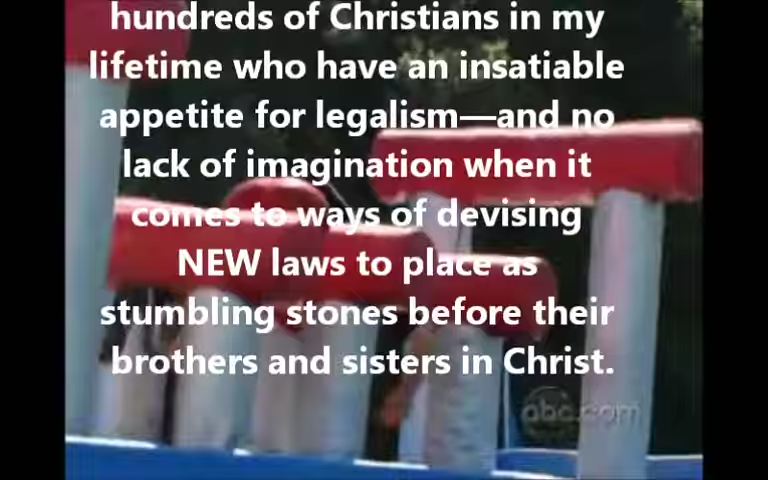 hundreds of Christians in my
lifetime who have an insatiable
appetite for legalism—and no
lack of imagination when it
comes to ways of devising
NEW laws to place as
stumbling stones before their
brothers and sisters in Christ.
abc.com